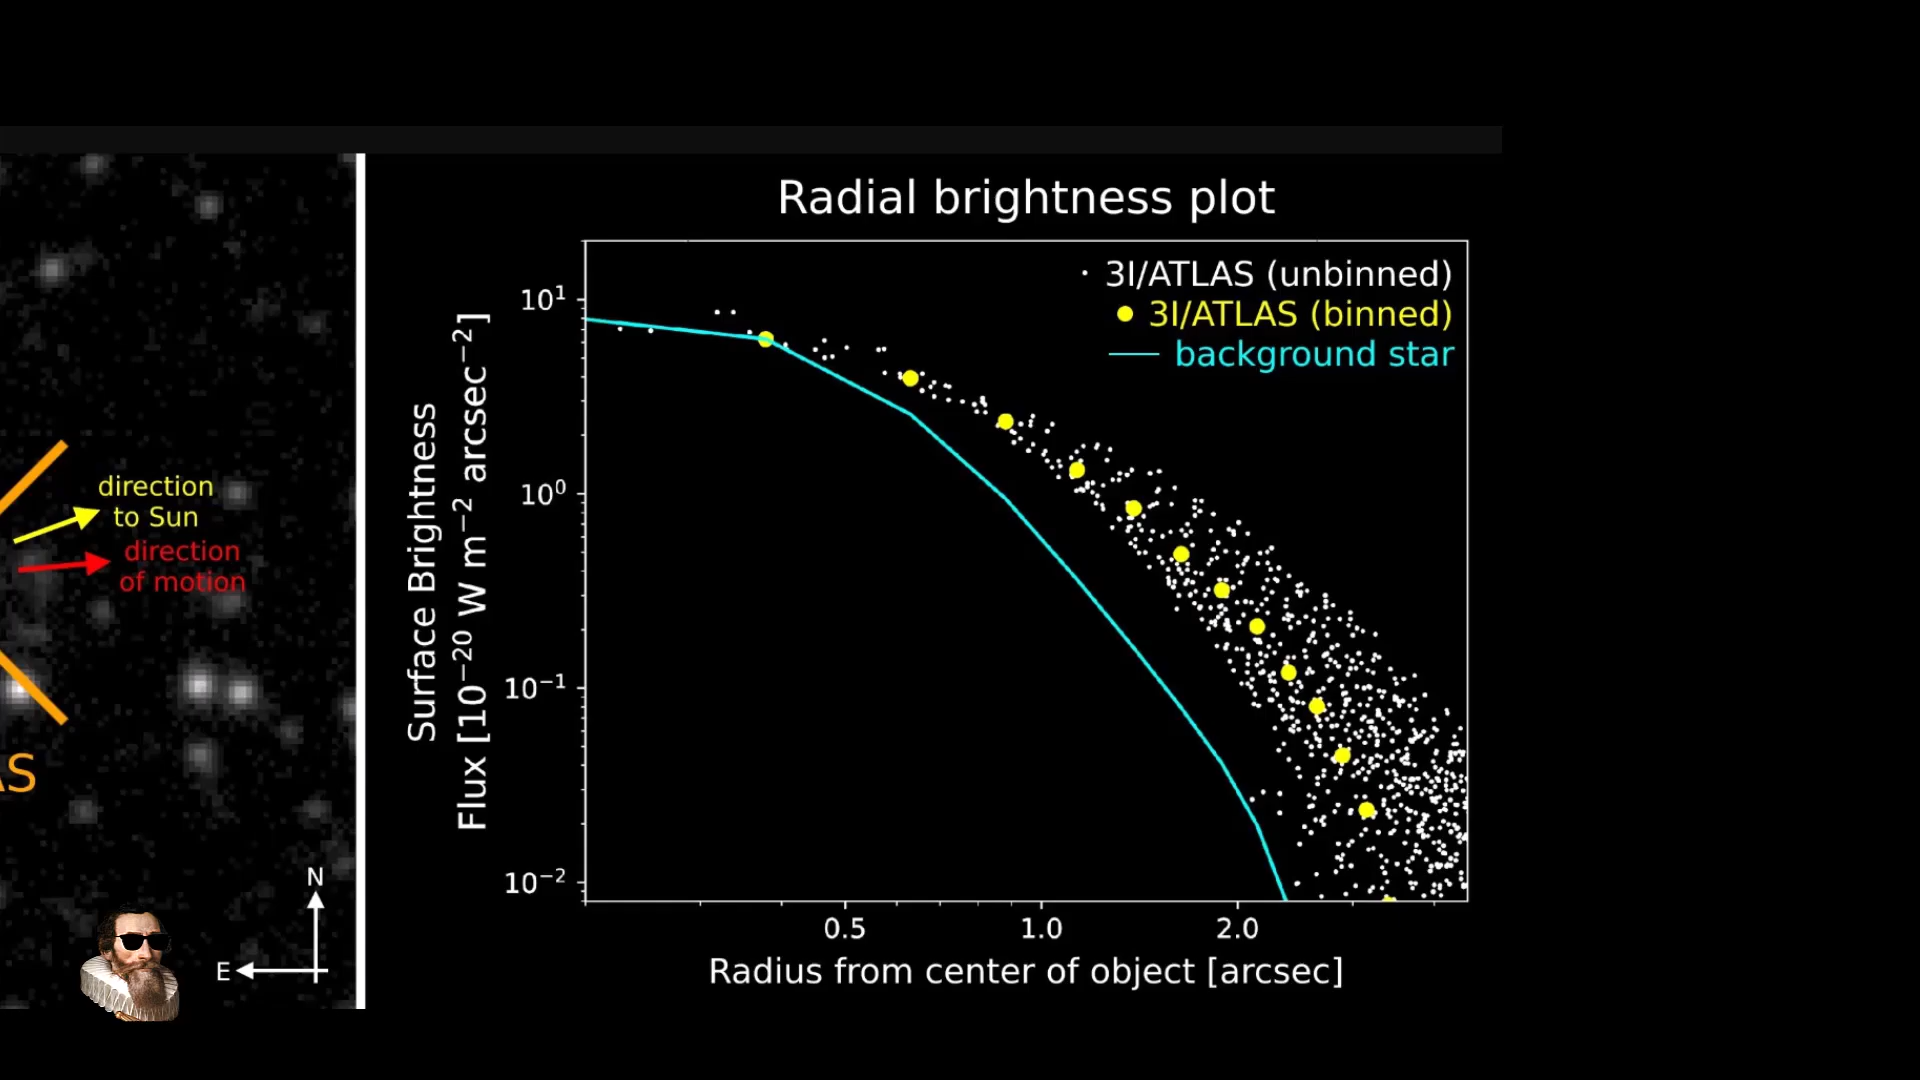 direction
to Sun
direction
of motion
AS
N
E
Radial brightness plot
3I/ATLAS (unbinned)
3I/ATLAS (binned)
background star
Surface Brightness
Flux [10⁻²⁰ W m⁻² arcsec⁻²]
10¹
10⁰
10⁻¹
10⁻²
0.5 1.0 2.0
Radius from center of object [arcsec]